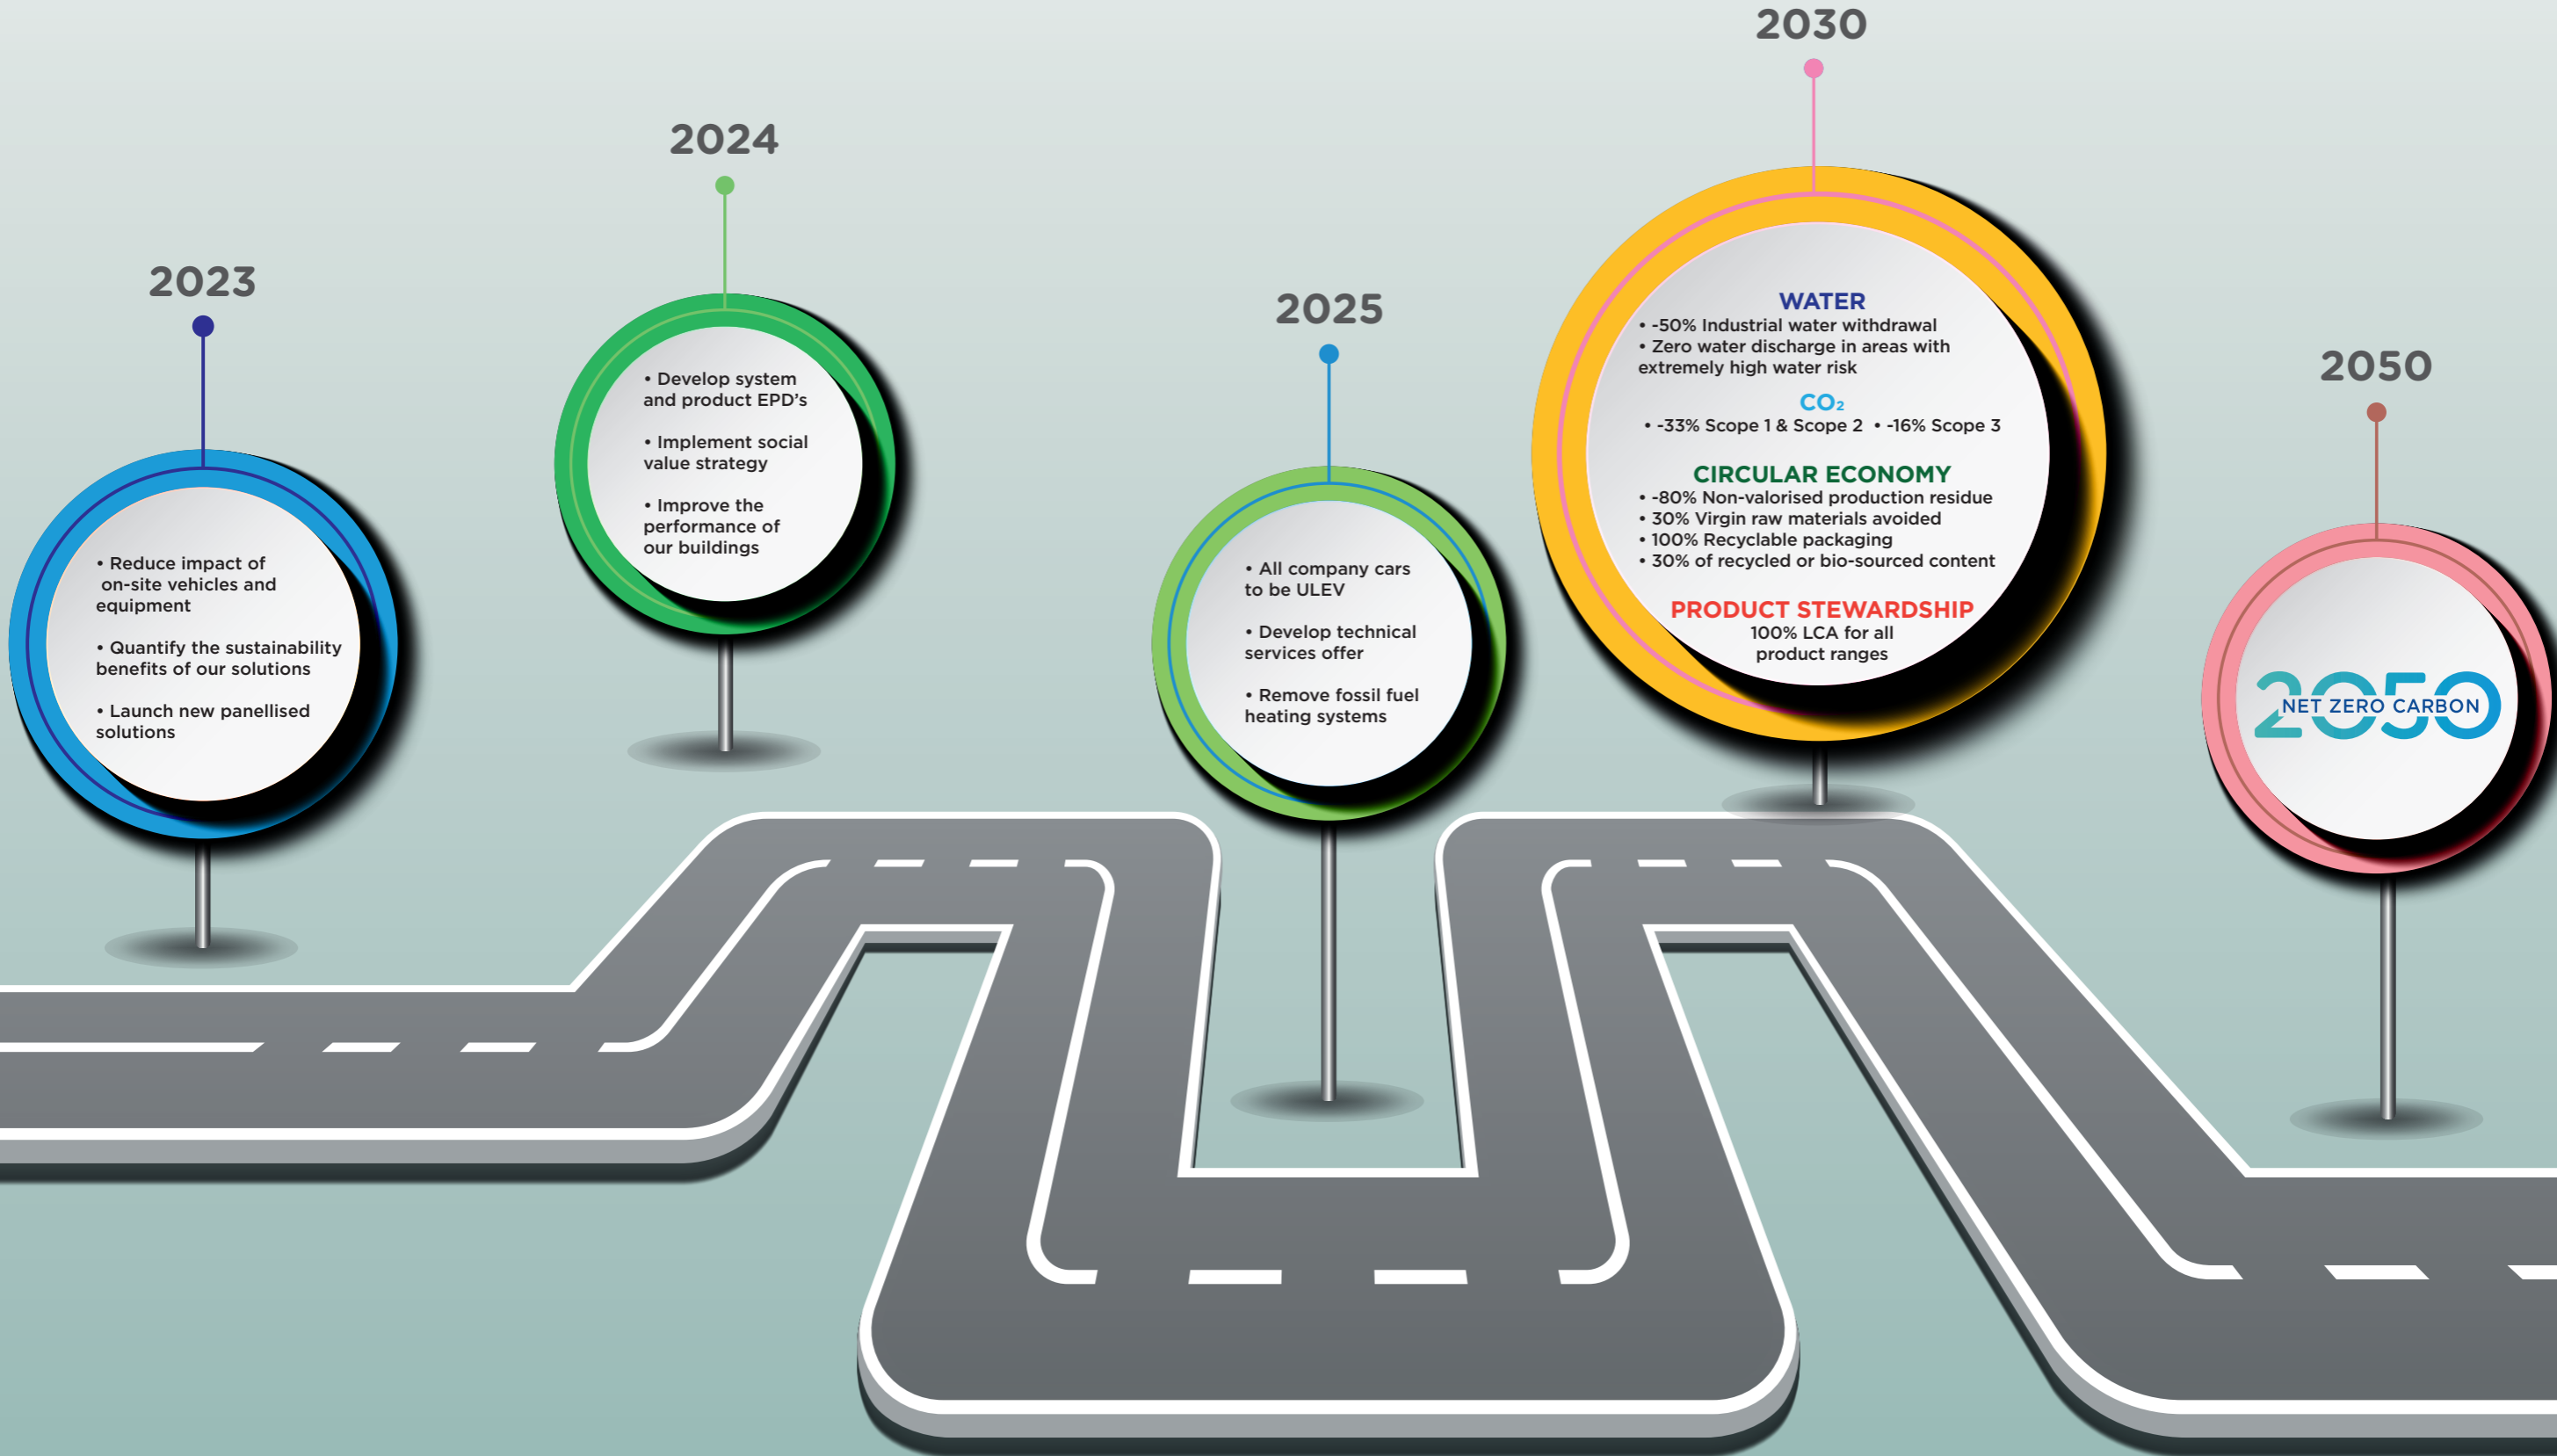 2023
• Reduce impact of
on-site vehicles and
equipment
• Quantify the sustainability
benefits of our solutions
• Launch new panellised
solutions
2024
• Develop system
and product EPD's
• Implement social
value strategy
• Improve the
performance of
our buildings
2025
• All company cars
to be ULEV
• Develop technical
services offer
• Remove fossil fuel
heating systems
2030
WATER
• -50% Industrial water withdrawal
• Zero water discharge in areas with
extremely high water risk
CO₂
• -33% Scope 1 & Scope 2 • -16% Scope 3
CIRCULAR ECONOMY
• -80% Non-valorised production residue
• 30% Virgin raw materials avoided
• 100% Recyclable packaging
• 30% of recycled or bio-sourced content
PRODUCT STEWARDSHIP
100% LCA for all
product ranges
2050
2050
NET ZERO CARBON